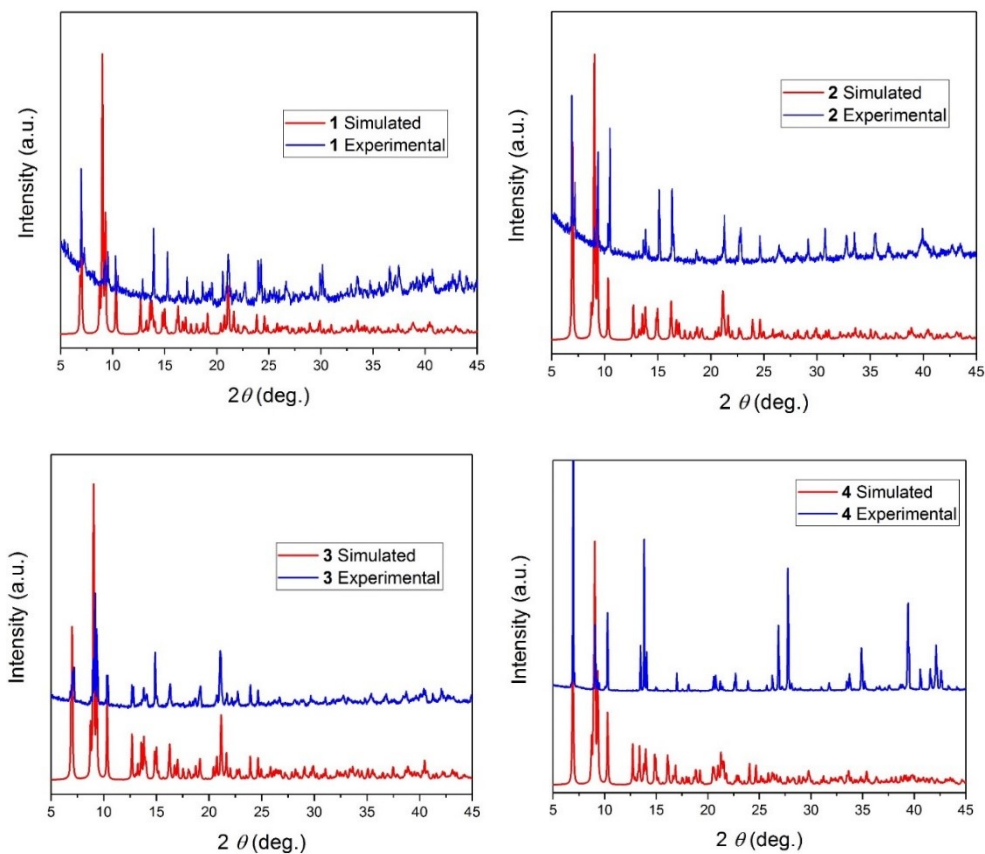 Intensity (a.u.)
1 Simulated
1 Experimental
5 10 15 20 25 30 35 40 45
2θ (deg.)
Intensity (a.u.)
2 Simulated
2 Experimental
5 10 15 20 25 30 35 40 45
2 θ (deg.)
Intensity (a.u.)
3 Simulated
3 Experimental
5 10 15 20 25 30 35 40 45
2 θ (deg.)
Intensity (a.u.)
4 Simulated
4 Experimental
5 10 15 20 25 30 35 40 45
2 θ (deg.)